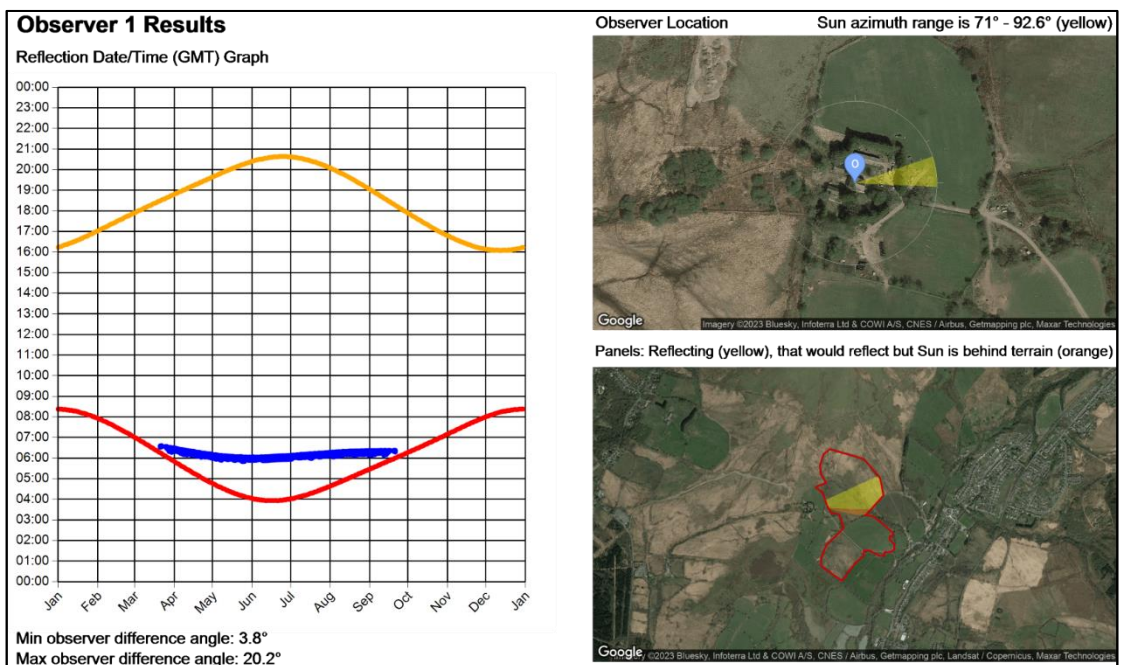 Observer 1 Results
Reflection Date/Time (GMT) Graph
00:00
23:00
22:00
21:00
20:00
19:00
18:00
17:00
16:00
15:00
14:00
13:00
12:00
11:00
10:00
09:00
08:00
07:00
06:00
05:00
04:00
03:00
02:00
01:00
00:00
Jan Feb Mar Apr May Jun Jul Aug Sep Oct Nov Dec Jan
Min observer difference angle: 3.8°
Max observer difference angle: 20.2°
Observer Location Sun azimuth range is 71° - 92.6° (yellow)
O
Google Imagery ©2023 Bluesky, Infoterra Ltd & COWI A/S, CNES / Airbus, Getmapping plc, Maxar Technologies
Panels: Reflecting (yellow), that would reflect but Sun is behind terrain (orange)
Google ©2023 Bluesky, Infoterra Ltd & COWI A/S, CNES / Airbus, Getmapping plc, Landsat / Copernicus, Maxar Technologies